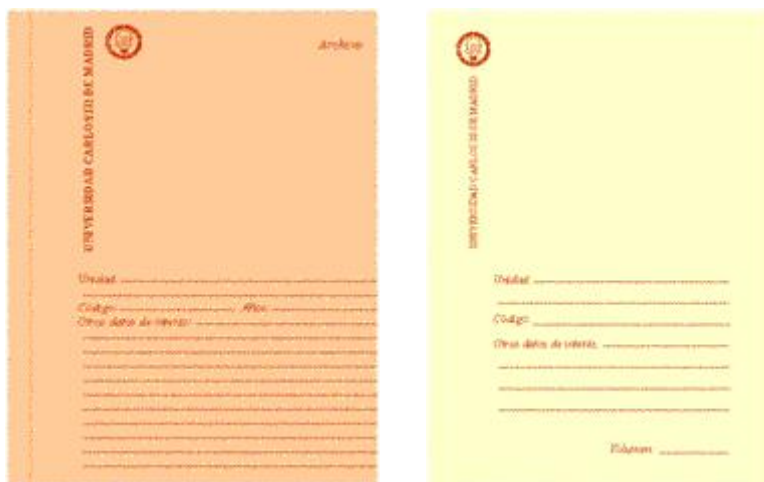 UNIVERSIDAD CARLOS III DE MADRID
Archivo
Unidad
Código: Años:
Otros datos de interés:
UNIVERSIDAD CARLOS III DE MADRID
Unidad
Código:
Otros datos de interés:
Volumen: